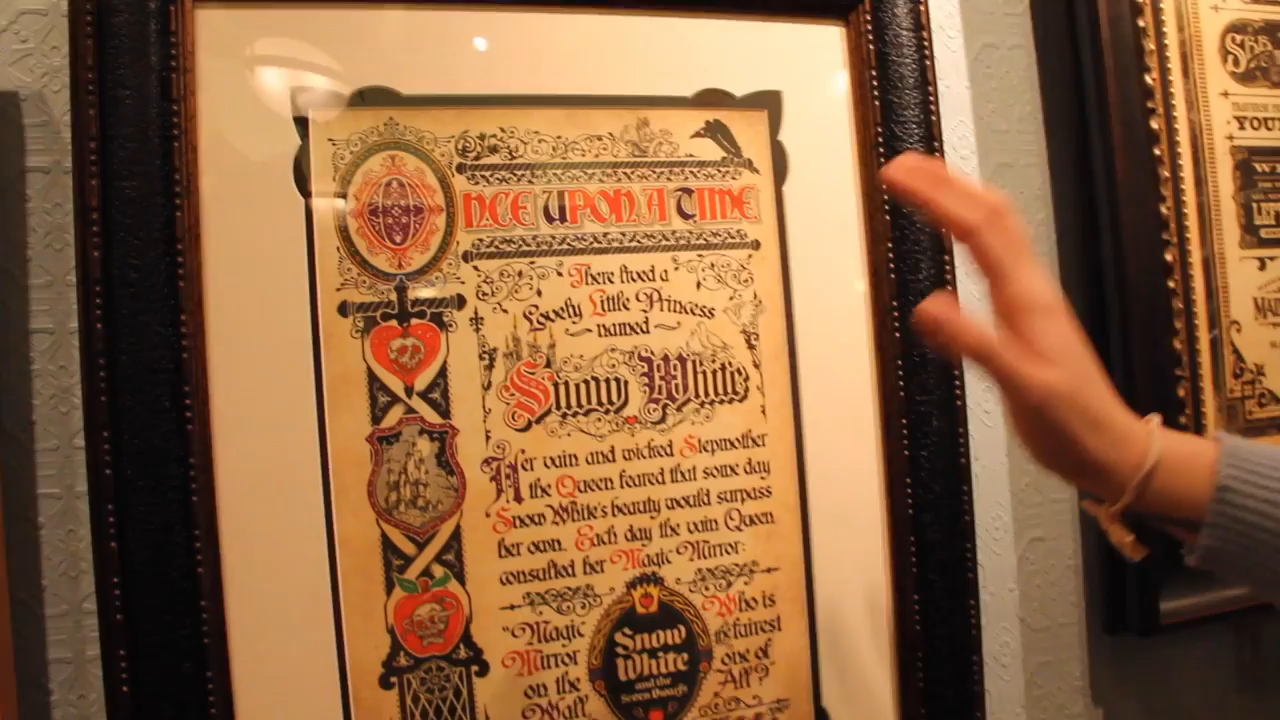 ONCE UPON A TIME
There lived a
Lovely Little Princess
named
Snow White
Her vain and wicked Stepmother
the Queen feared that some day
Snow White's beauty would surpass
her own. Each day the vain Queen
consulted her Magic Mirror:
"Magic
Mirror
on the
Wall,
Snow
White
and the
Seven Dwarfs
Who is
the fairest
one of
All?"
YOU